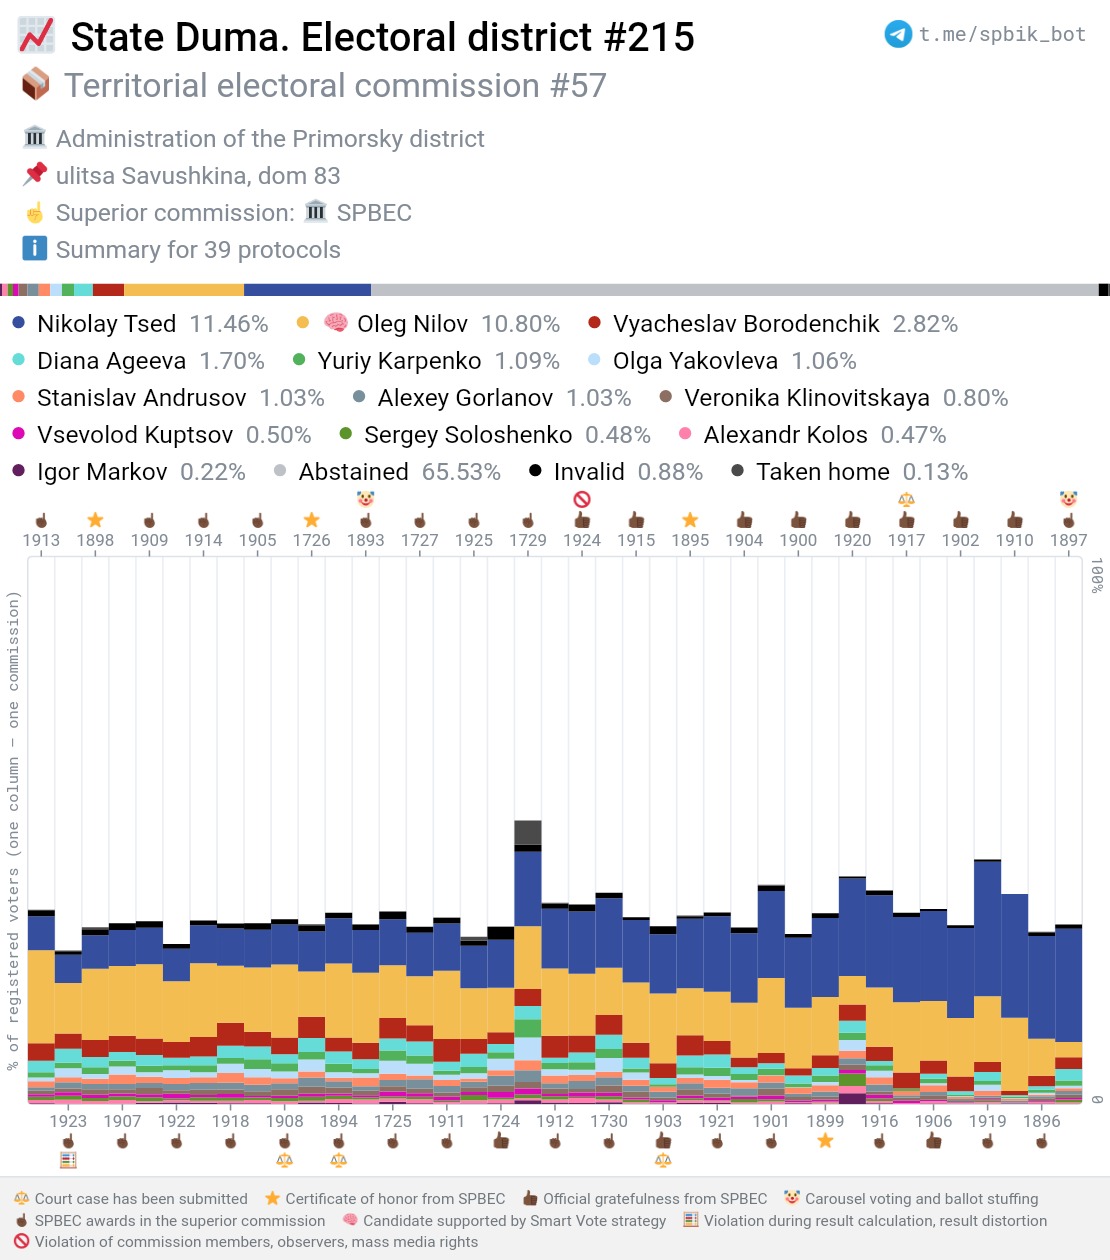 State Duma. Electoral district #215
t.me/spbik_bot
Territorial electoral commission #57
Administration of the Primorsky district
ulitsa Savushkina, dom 83
Superior commission: SPBEC
Summary for 39 protocols
Nikolay Tsed 11.46% Oleg Nilov 10.80% Vyacheslav Borodenchik 2.82%
Diana Ageeva 1.70% Yuriy Karpenko 1.09% Olga Yakovleva 1.06%
Stanislav Andrusov 1.03% Alexey Gorlanov 1.03% Veronika Klinovitskaya 0.80%
Vsevolod Kuptsov 0.50% Sergey Soloshenko 0.48% Alexandr Kolos 0.47%
Igor Markov 0.22% Abstained 65.53% Invalid 0.88% Taken home 0.13%
1913 1898 1909 1914 1905 1726 1893 1727 1925 1729 1924 1915 1895 1904 1900 1920 1917 1902 1910 1897
100%
% of registered voters (one column – one commission)
0
1923 1907 1922 1918 1908 1894 1725 1911 1724 1912 1730 1903 1921 1901 1899 1916 1906 1919 1896
Court case has been submitted Certificate of honor from SPBEC Official gratefulness from SPBEC Carousel voting and ballot stuffing
SPBEC awards in the superior commission Candidate supported by Smart Vote strategy Violation during result calculation, result distortion
Violation of commission members, observers, mass media rights